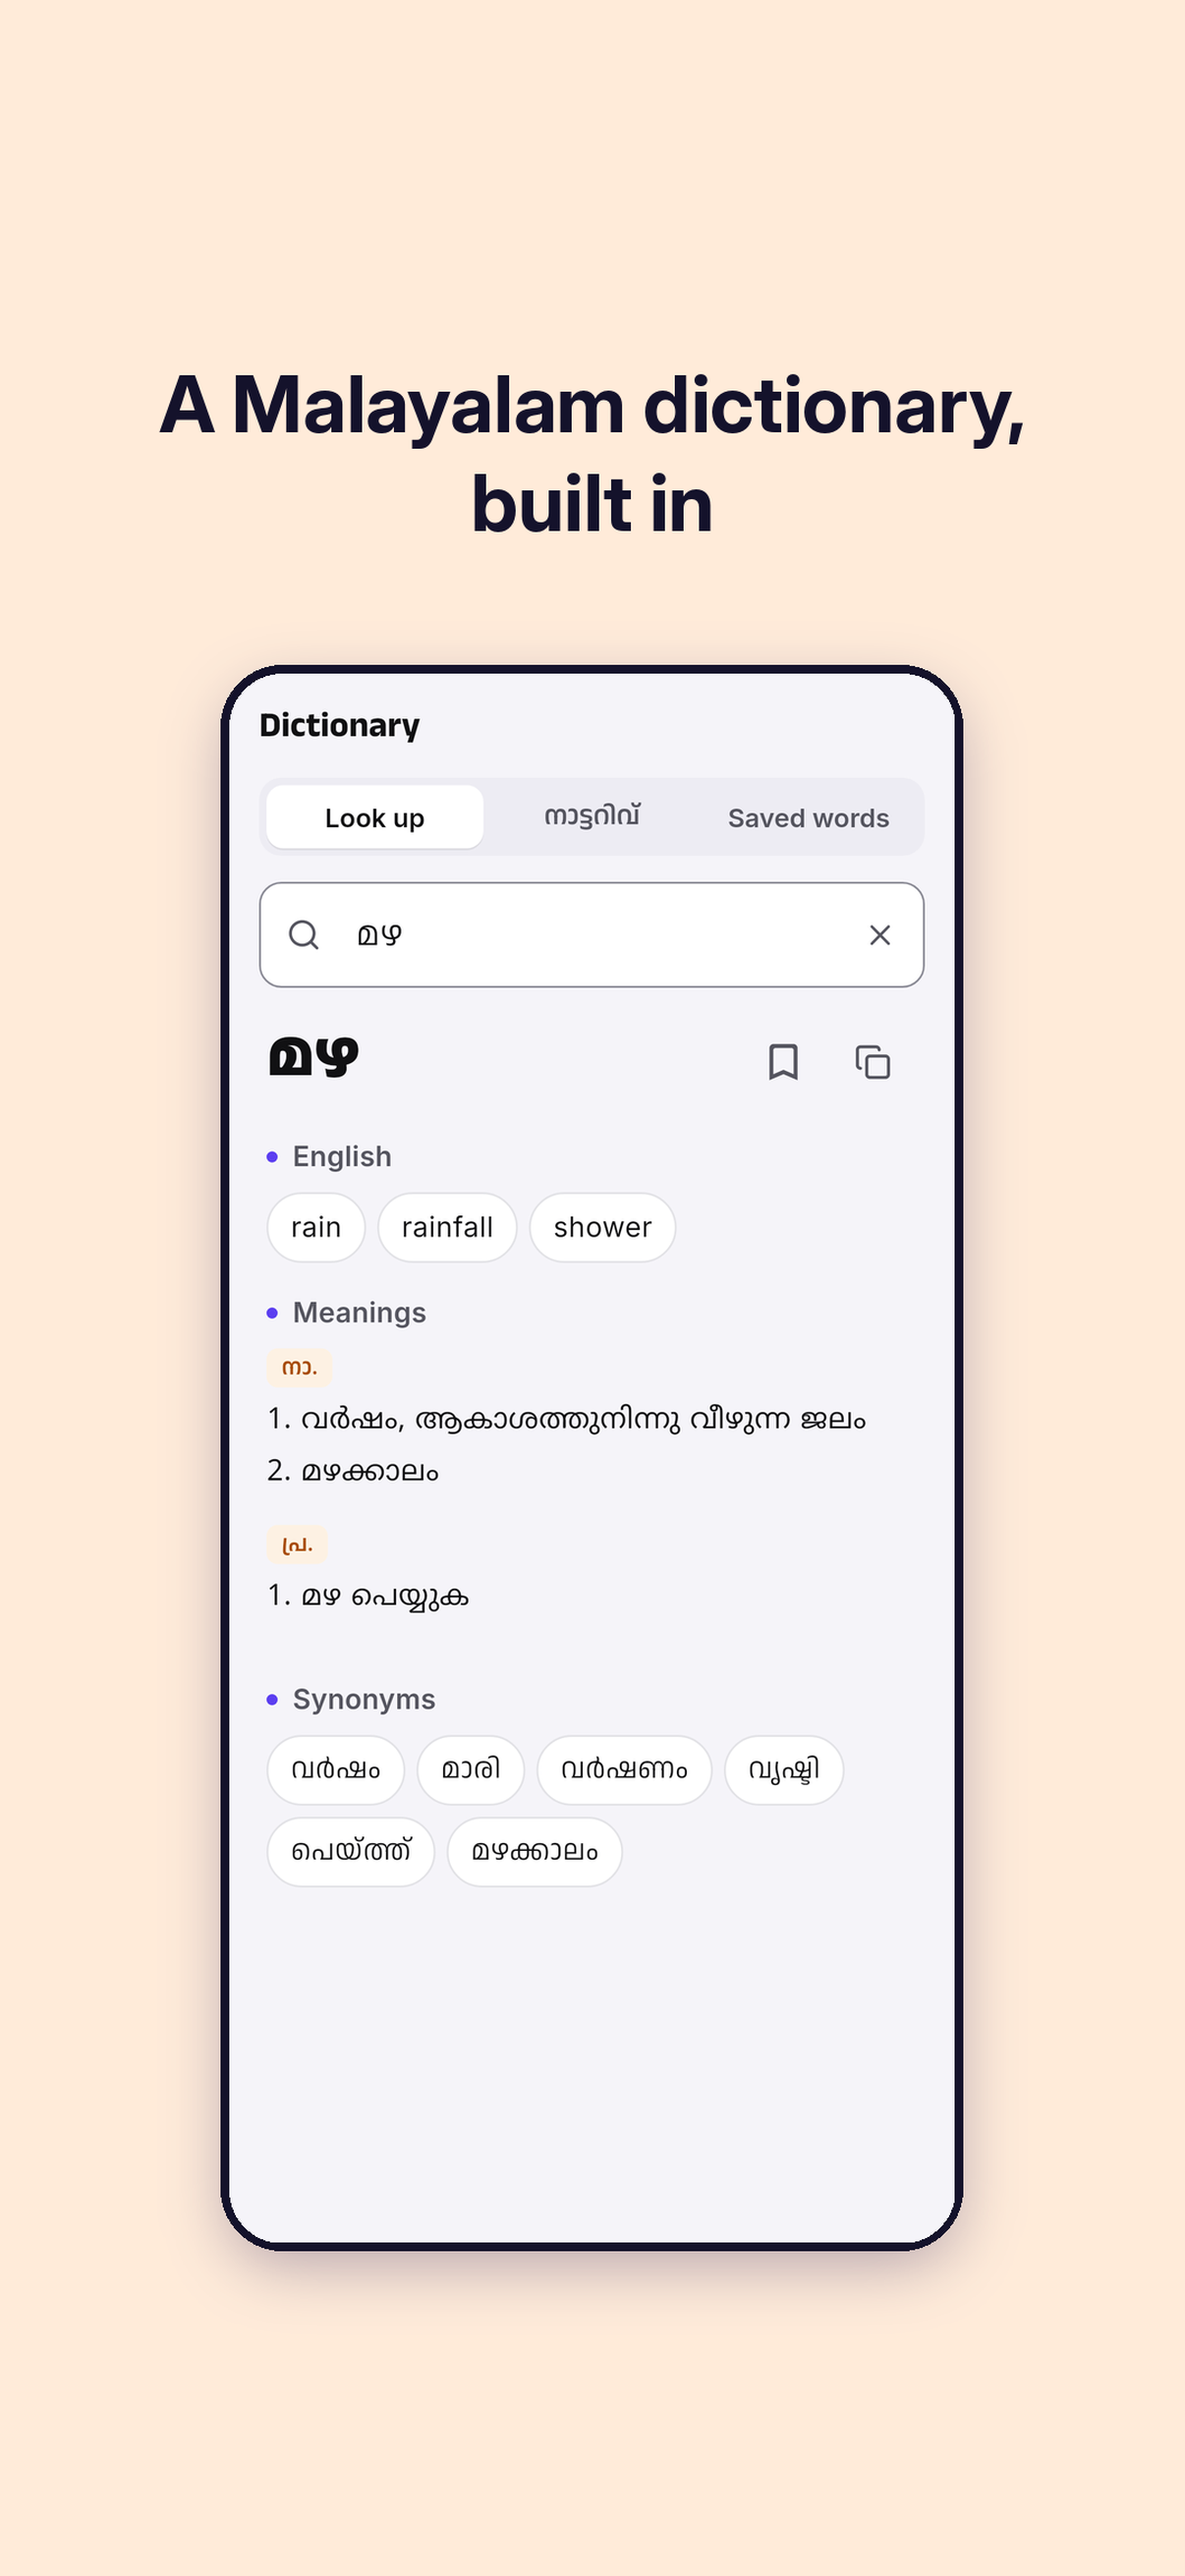 A Malayalam dictionary,
built in
Dictionary
Look up നാട്ടറിവ് Saved words
മഴ
മഴ
English
rain rainfall shower
Meanings
നാ.
1. വർഷം, ആകാശത്തുനിന്നു വീഴുന്ന ജലം
2. മഴക്കാലം
പ്ര.
1. മഴ പെയ്യുക
Synonyms
വർഷം മാരി വർഷണം വൃഷ്ടി
പെയ്ത്ത് മഴക്കാലം